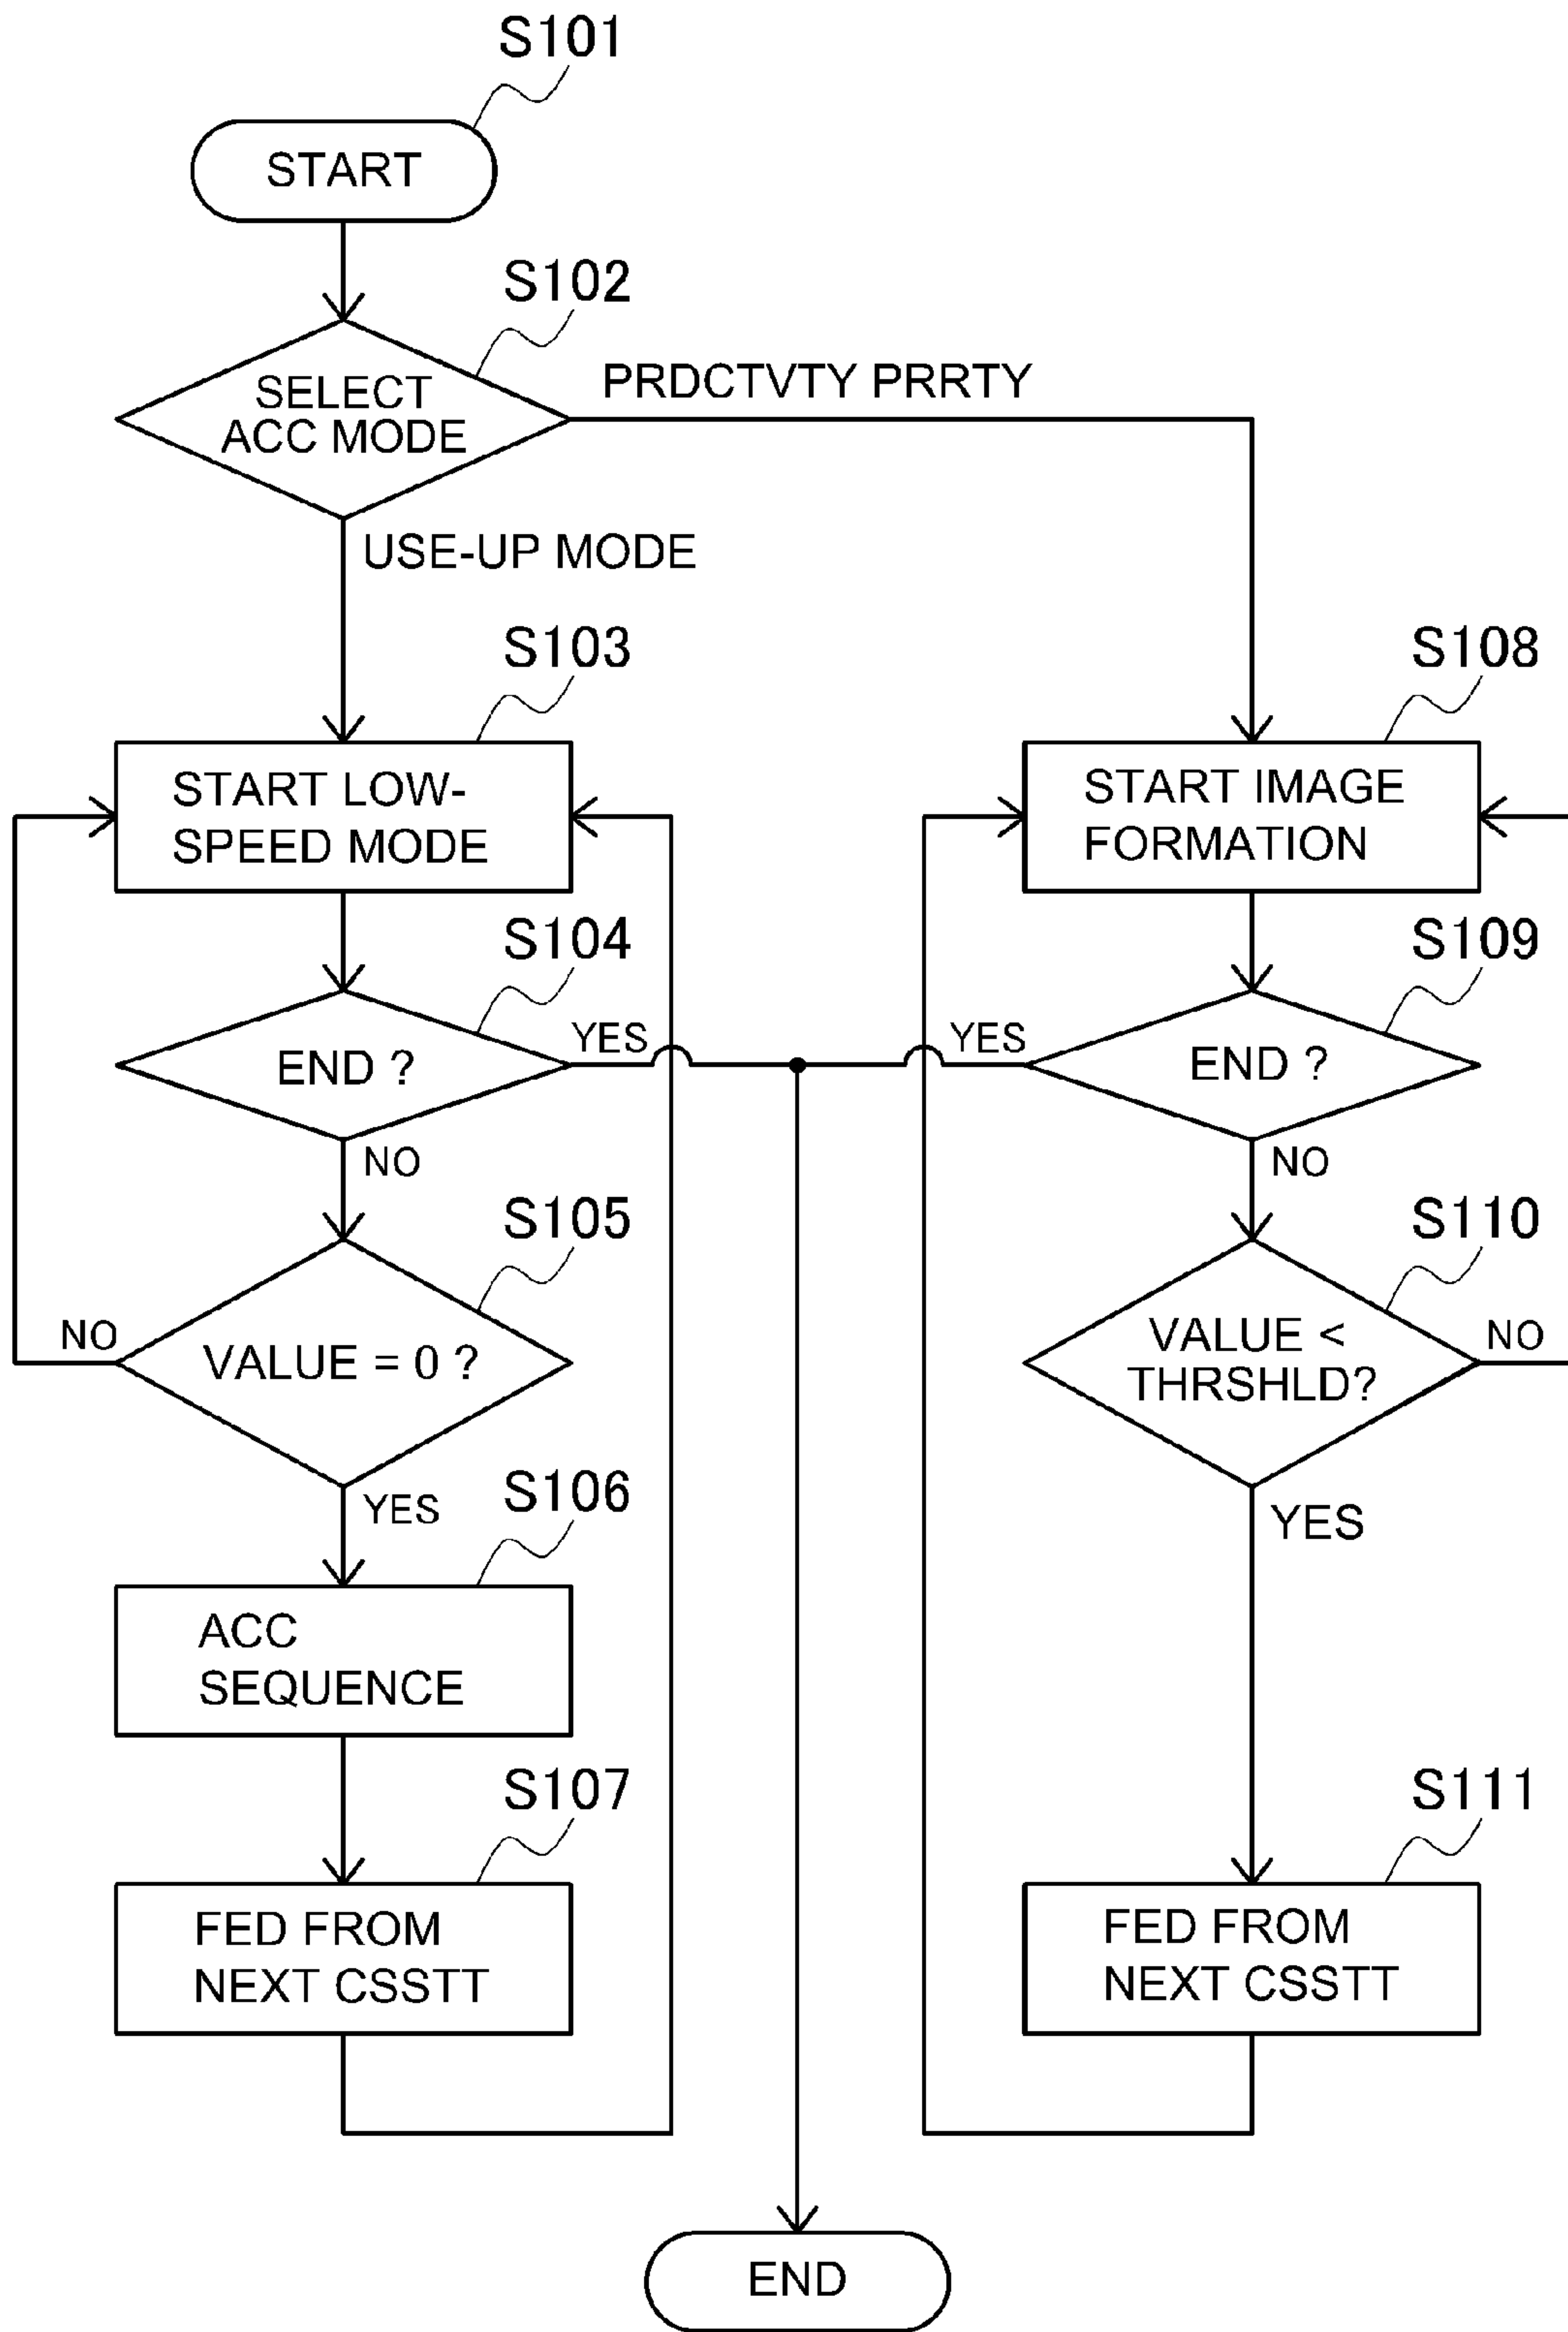 S101
START
S102
SELECT
ACC MODE
PRDCTVTY PRRTY
USE-UP MODE
S103
START LOW-
SPEED MODE
S104
END ?
YES
NO
S105
VALUE = 0 ?
NO
YES
S106
ACC
SEQUENCE
S107
FED FROM
NEXT CSSTT
S108
START IMAGE
FORMATION
S109
END ?
YES
NO
S110
VALUE <
THRSHLD?
NO
YES
S111
FED FROM
NEXT CSSTT
END